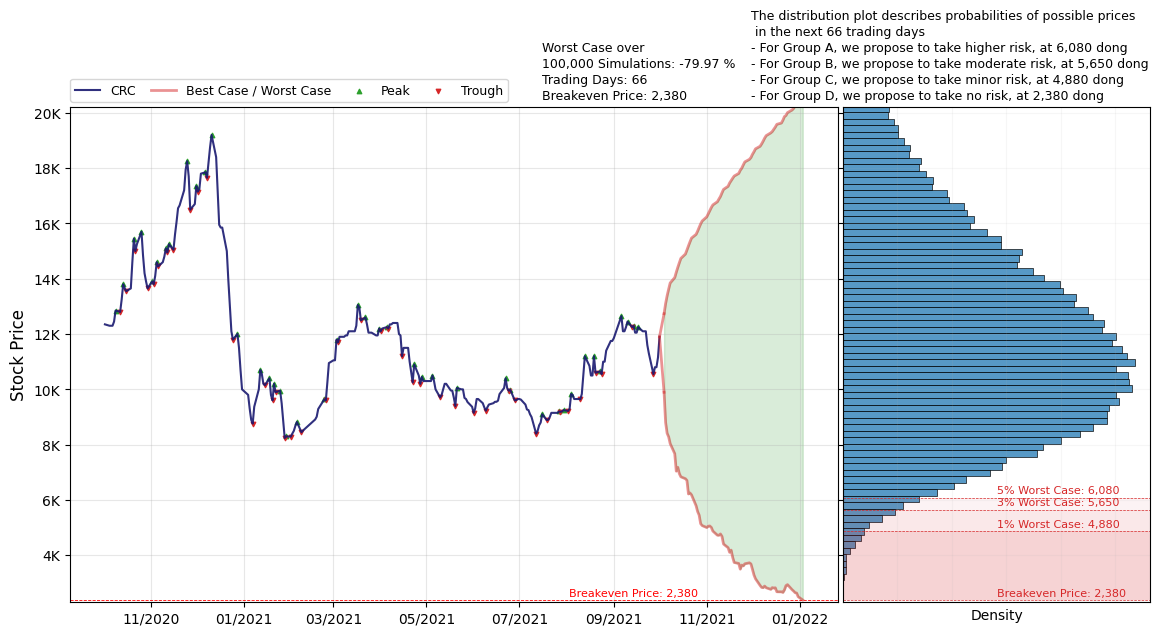 The distribution plot describes probabilities of possible prices
in the next 66 trading days
- For Group A, we propose to take higher risk, at 6,080 dong
- For Group B, we propose to take moderate risk, at 5,650 dong
- For Group C, we propose to take minor risk, at 4,880 dong
- For Group D, we propose to take no risk, at 2,380 dong
Worst Case over
100,000 Simulations: -79.97 %
Trading Days: 66
Breakeven Price: 2,380
CRC
Best Case / Worst Case
Peak
Trough
Stock Price
20K
18K
16K
14K
12K
10K
8K
6K
4K
11/2020
01/2021
03/2021
05/2021
07/2021
09/2021
11/2021
01/2022
Breakeven Price: 2,380
5% Worst Case: 6,080
3% Worst Case: 5,650
1% Worst Case: 4,880
Breakeven Price: 2,380
Density